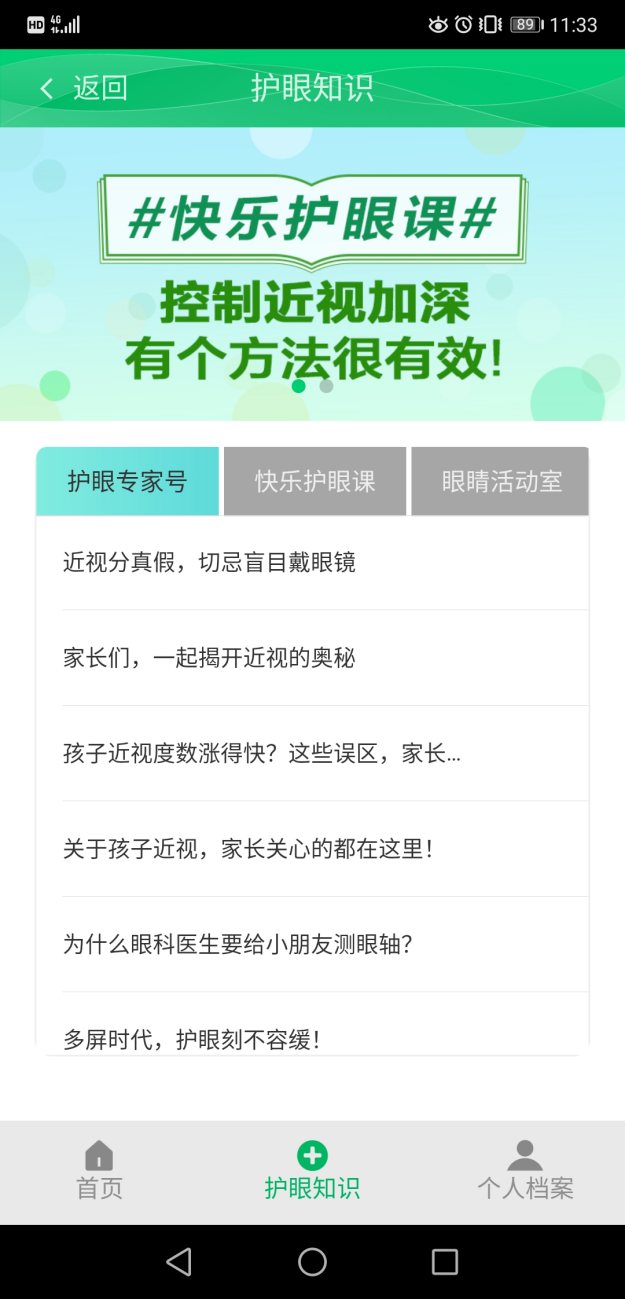 HD 4G 89 11:33
返回 护眼知识
#快乐护眼课#
控制近视加深
有个方法很有效!
护眼专家号 快乐护眼课 眼睛活动室
近视分真假，切忌盲目戴眼镜
家长们，一起揭开近视的奥秘
孩子近视度数涨得快？这些误区，家长...
关于孩子近视，家长关心的都在这里！
为什么眼科医生要给小朋友测眼轴？
多屏时代，护眼刻不容缓！
首页 护眼知识 个人档案